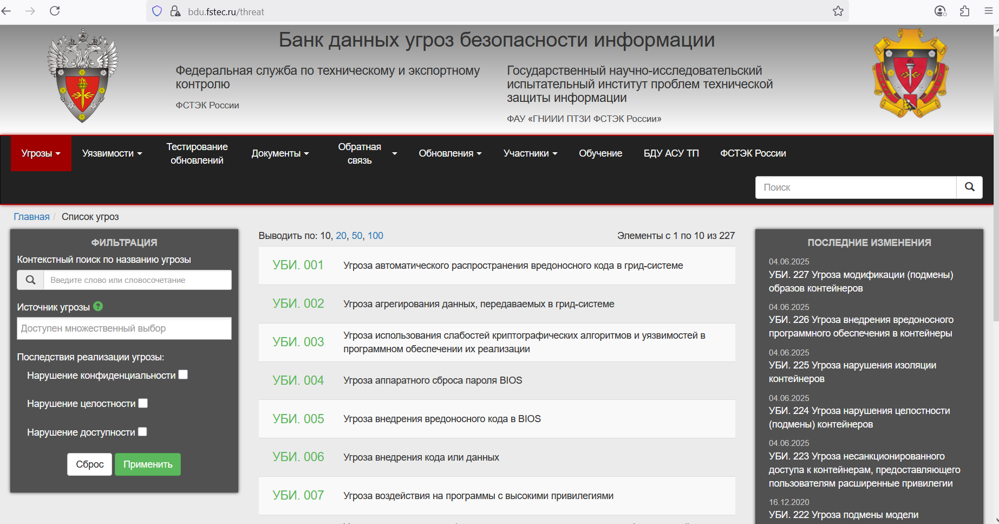 bdu.fstec.ru/threat
Банк данных угроз безопасности информации
Федеральная служба по техническому и экспортному
контролю
ФСТЭК России
Государственный научно-исследовательский
испытательный институт проблем технической
защиты информации
ФАУ «ГНИИИ ПТЗИ ФСТЭК России»
Угрозы
Уязвимости
Тестирование
обновлений
Документы
Обратная
связь
Обновления
Участники
Обучение
БДУ АСУ ТП
ФСТЭК России
Поиск
Главная / Список угроз
ФИЛЬТРАЦИЯ
Контекстный поиск по названию угрозы
Введите слово или словосочетание
Источник угрозы ?
Доступен множественный выбор
Последствия реализации угрозы:
Нарушение конфиденциальности
Нарушение целостности
Нарушение доступности
Сброс
Применить
Выводить по: 10, 20, 50, 100
Элементы с 1 по 10 из 227
УБИ. 001 Угроза автоматического распространения вредоносного кода в грид-системе
УБИ. 002 Угроза агрегирования данных, передаваемых в грид-системе
УБИ. 003 Угроза использования слабостей криптографических алгоритмов и уязвимостей в
программном обеспечении их реализации
УБИ. 004 Угроза аппаратного сброса пароля BIOS
УБИ. 005 Угроза внедрения вредоносного кода в BIOS
УБИ. 006 Угроза внедрения кода или данных
УБИ. 007 Угроза воздействия на программы с высокими привилегиями
ПОСЛЕДНИЕ ИЗМЕНЕНИЯ
04.06.2025
УБИ. 227 Угроза модификации (подмены)
образов контейнеров
04.06.2025
УБИ. 226 Угроза внедрения вредоносного
программного обеспечения в контейнеры
04.06.2025
УБИ. 225 Угроза нарушения изоляции
контейнеров
04.06.2025
УБИ. 224 Угроза нарушения целостности
(подмены) контейнеров
04.06.2025
УБИ. 223 Угроза несанкционированного
доступа к контейнерам, предоставляющего
пользователям расширенные привилегии
16.12.2020
УБИ. 222 Угроза подмены модели